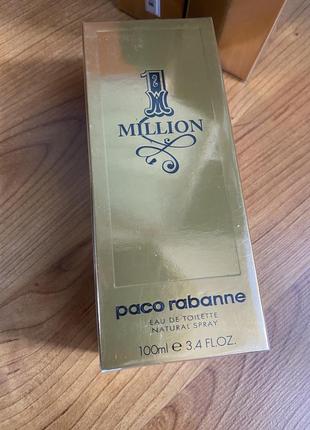 1
MILLION
paco rabanne
EAU DE TOILETTE
NATURAL SPRAY
100ml e 3.4 FL.OZ.